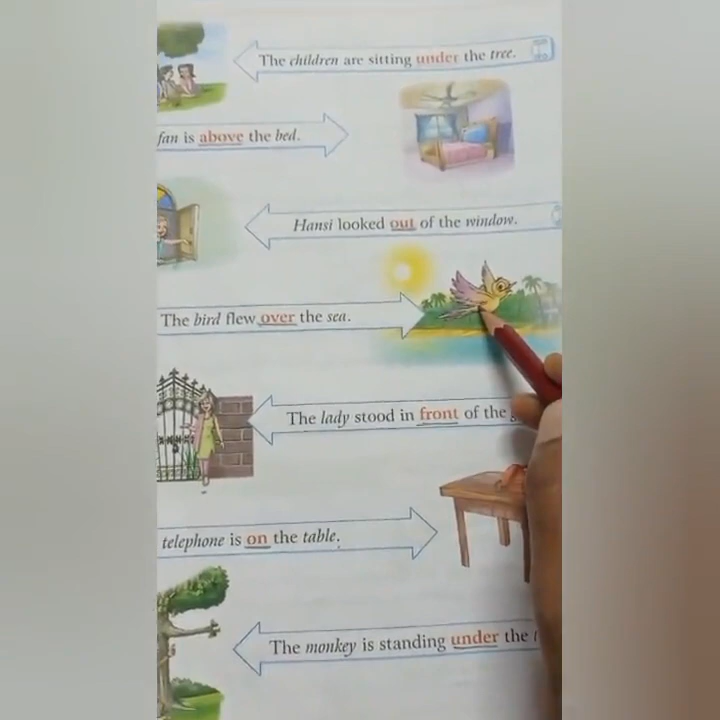 The children are sitting under the tree.
fan is above the bed.
Hansi looked out of the window.
The bird flew over the sea.
The lady stood in front of the
telephone is on the table.
The monkey is standing under the